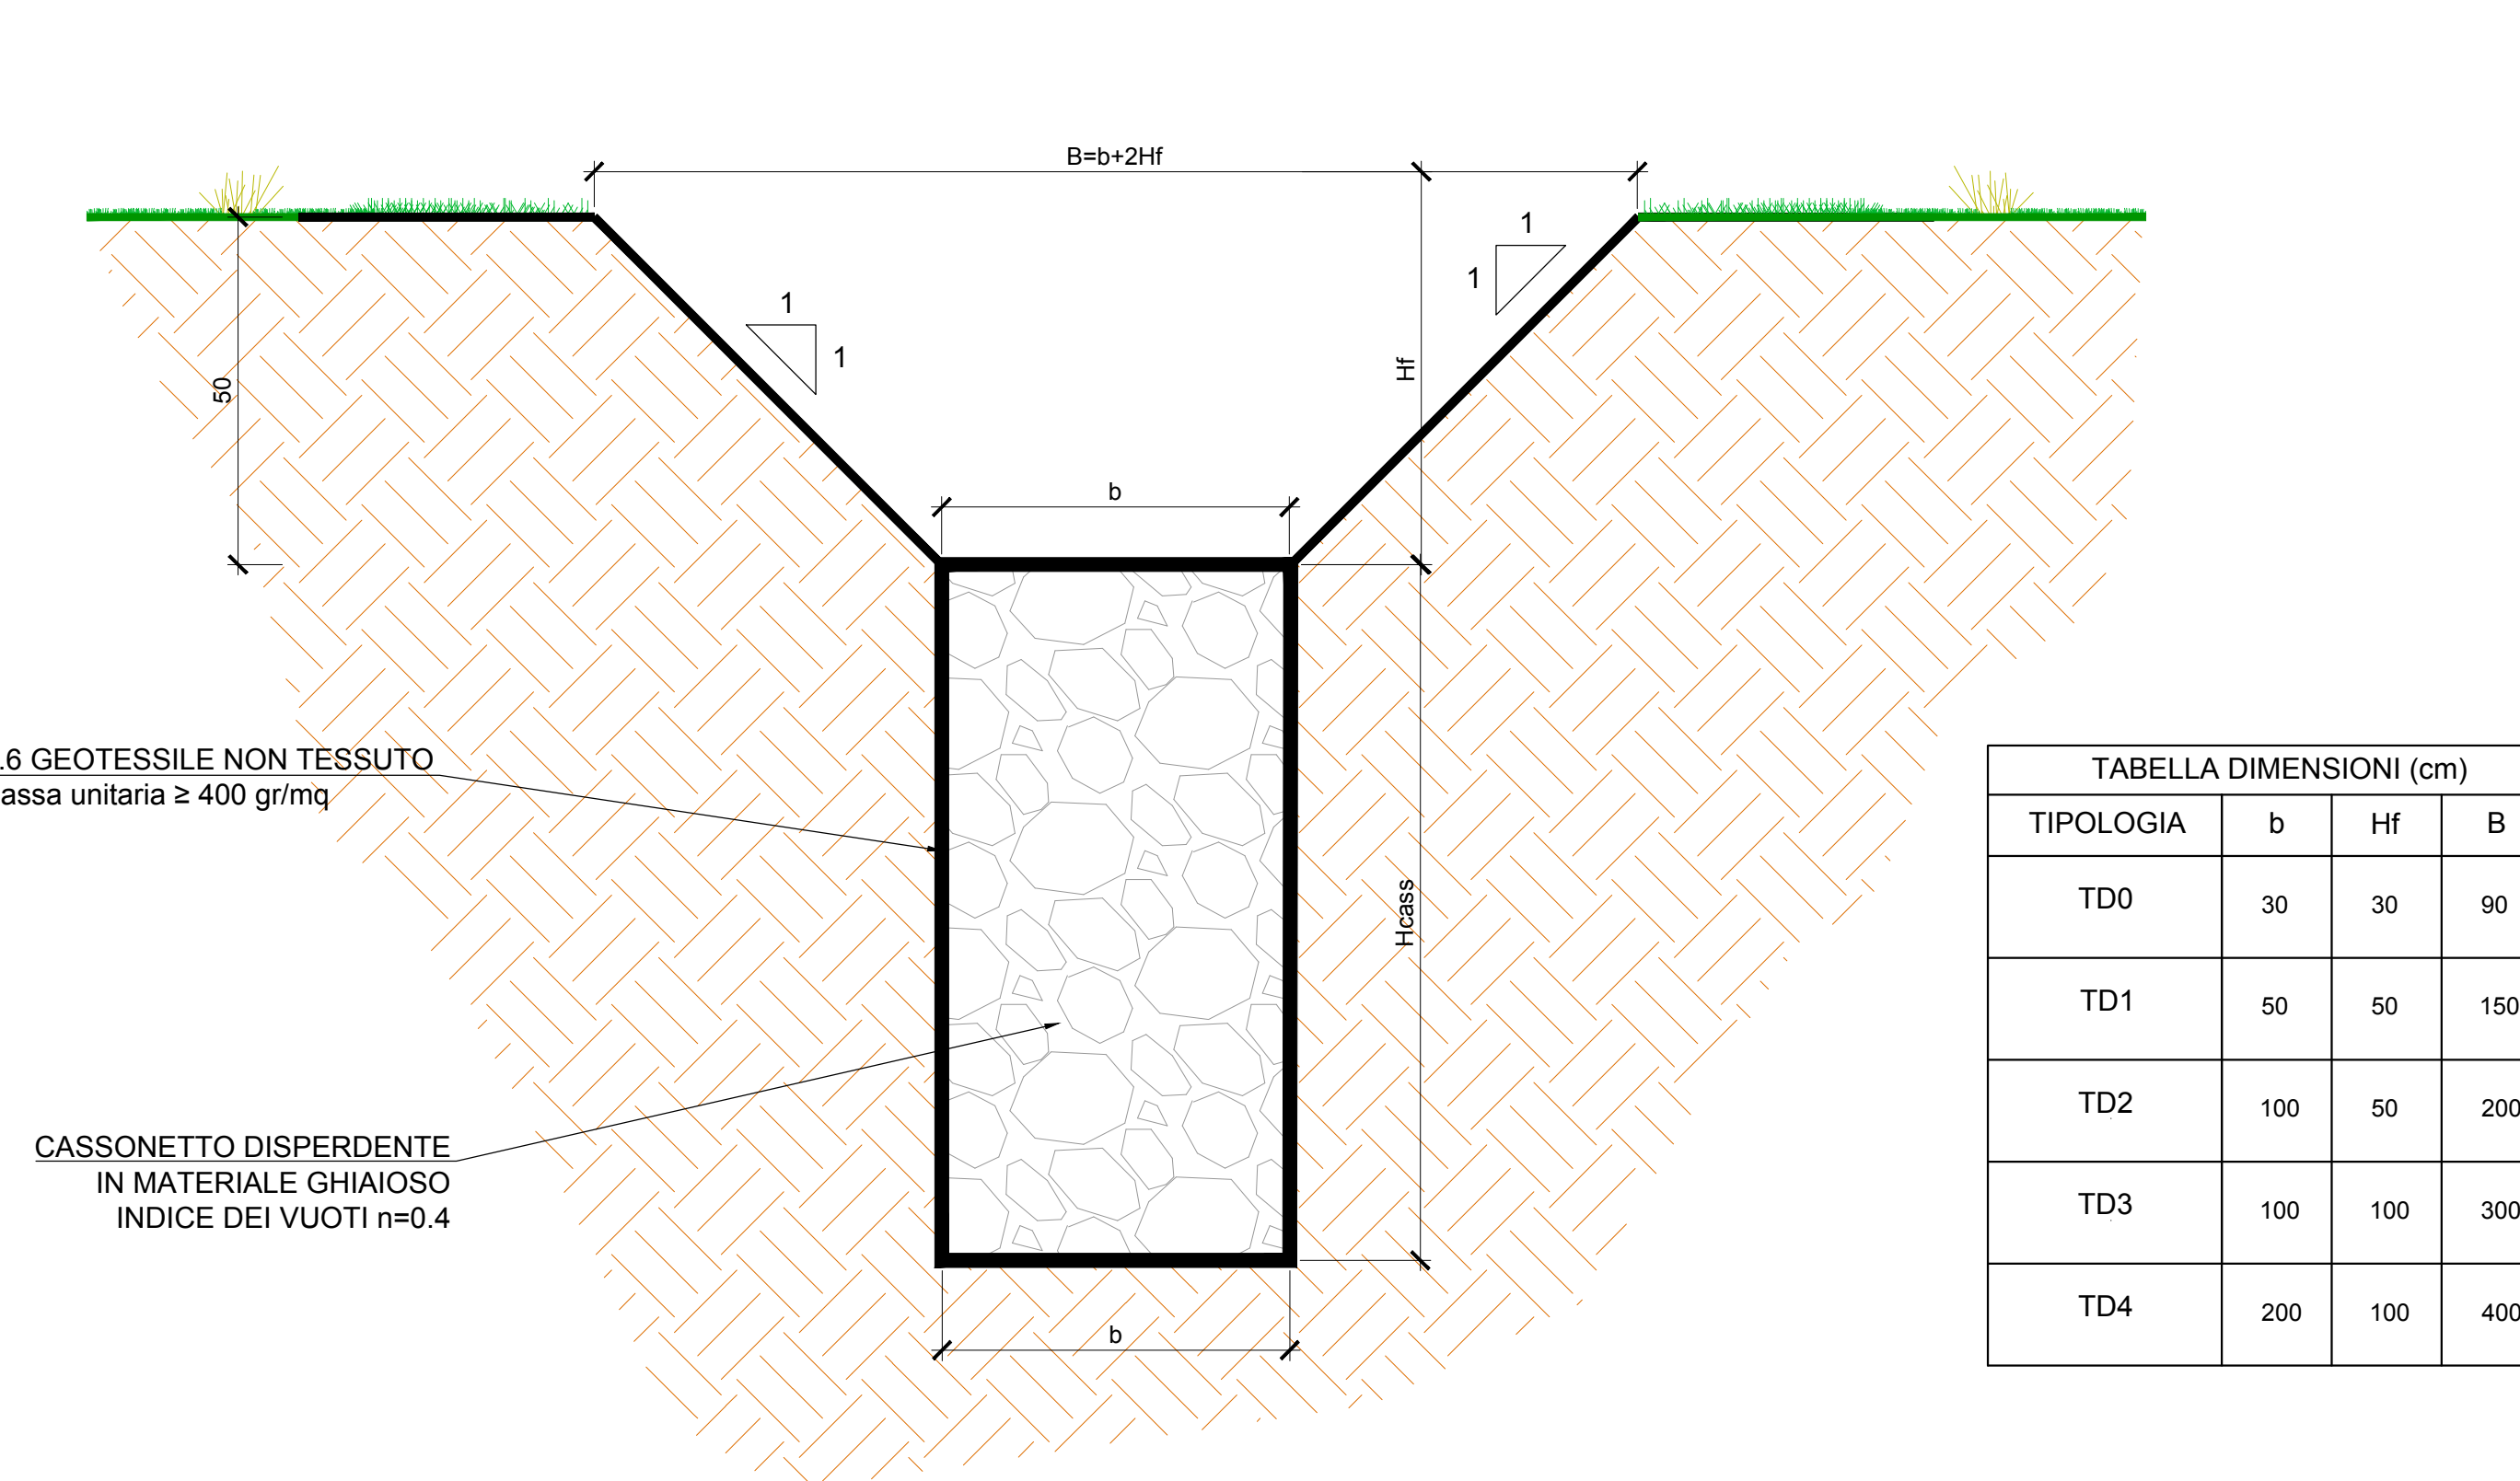 B=b+2Hf
1
1
1
1
50
Hf
b
.6 GEOTESSILE NON TESSUTO
assa unitaria ≥ 400 gr/mq
Hcass
CASSONETTO DISPERDENTE
IN MATERIALE GHIAIOSO
INDICE DEI VUOTI n=0.4
b
TABELLA DIMENSIONI (cm)
TIPOLOGIA b Hf B
TD0 30 30 90
TD1 50 50 150
TD2 100 50 200
TD3 100 100 300
TD4 200 100 400